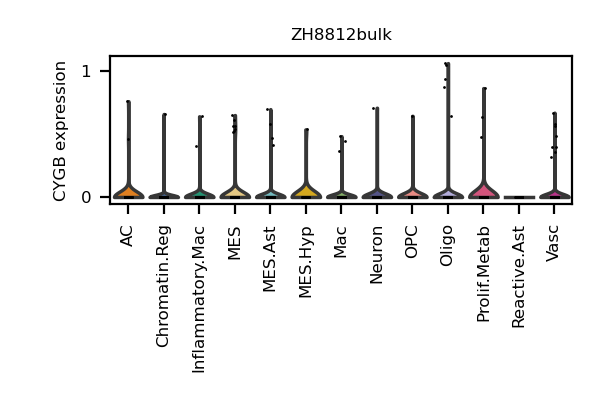 ZH8812bulk
CYGB expression
1
0
AC
Chromatin.Reg
Inflammatory.Mac
MES
MES.Ast
MES.Hyp
Mac
Neuron
OPC
Oligo
Prolif.Metab
Reactive.Ast
Vasc